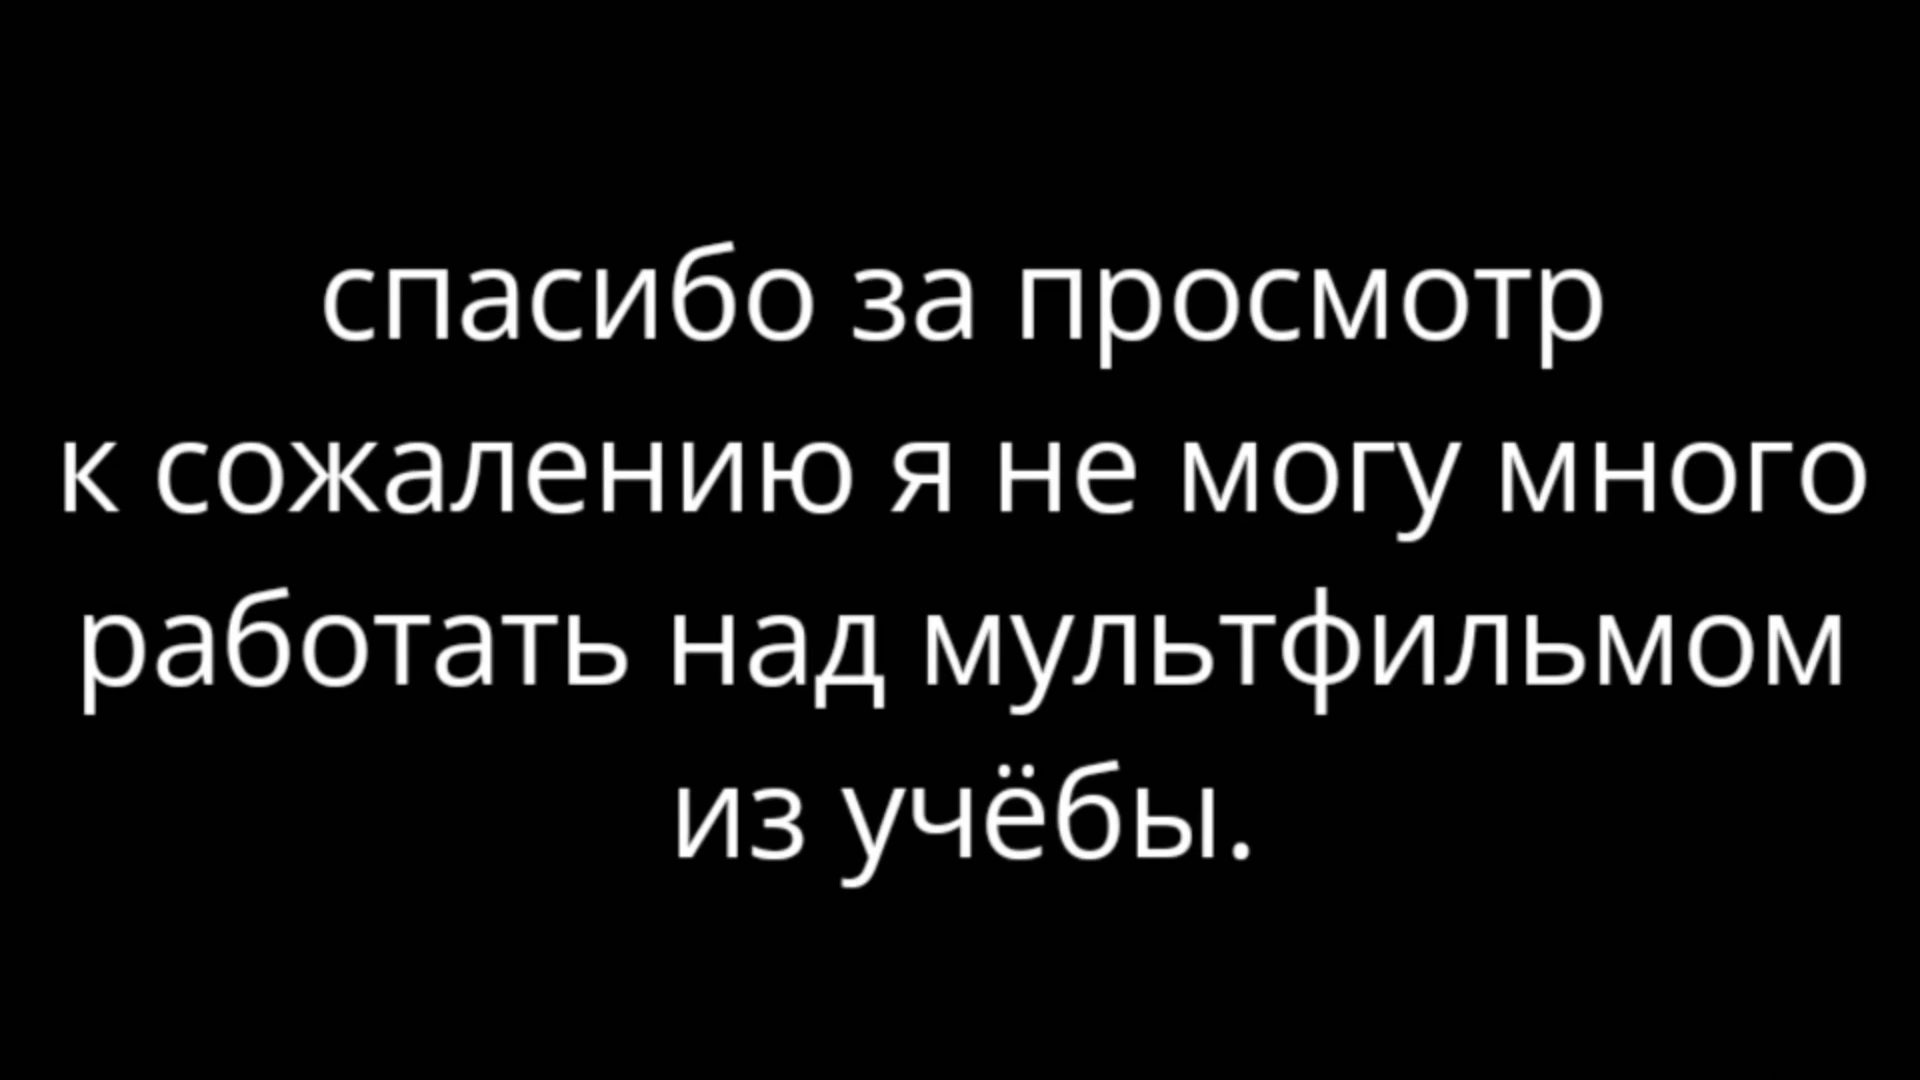 спасибо за просмотр
к сожалению я не могу много
работать над мультфильмом
из учёбы.